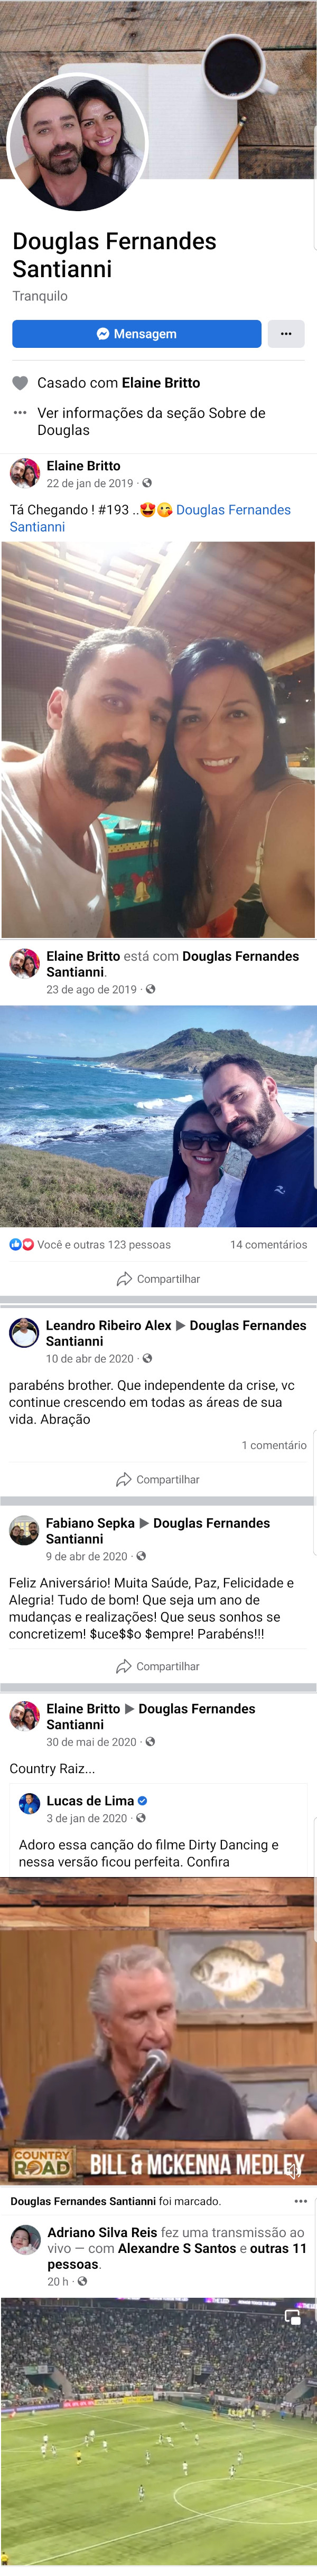 Douglas Fernandes
Santianni
Tranquilo
Mensagem
Casado com Elaine Britto
Ver informações da seção Sobre de
Douglas
Elaine Britto
22 de jan de 2019 ·
Tá Chegando ! #193 ..😍😘 Douglas Fernandes
Santianni
Elaine Britto está com Douglas Fernandes
Santianni.
23 de ago de 2019 ·
Você e outras 123 pessoas
14 comentários
Compartilhar
Leandro Ribeiro Alex ▶ Douglas Fernandes
Santianni
10 de abr de 2020 ·
parabéns brother. Que independente da crise, vc
continue crescendo em todas as áreas de sua
vida. Abração
1 comentário
Compartilhar
Fabiano Sepka ▶ Douglas Fernandes
Santianni
9 de abr de 2020 ·
Feliz Aniversário! Muita Saúde, Paz, Felicidade e
Alegria! Tudo de bom! Que seja um ano de
mudanças e realizações! Que seus sonhos se
concretizem! $uce$$o $empre! Parabéns!!!
Compartilhar
Elaine Britto ▶ Douglas Fernandes
Santianni
30 de mai de 2020 ·
Country Raiz...
Lucas de Lima
3 de jan de 2020 ·
Adoro essa canção do filme Dirty Dancing e
nessa versão ficou perfeita. Confira
COUNTRY
ROAD
BILL & MCKENNA MEDLEY
Douglas Fernandes Santianni foi marcado.
Adriano Silva Reis fez uma transmissão ao
vivo — com Alexandre S Santos e outras 11
pessoas.
20 h ·